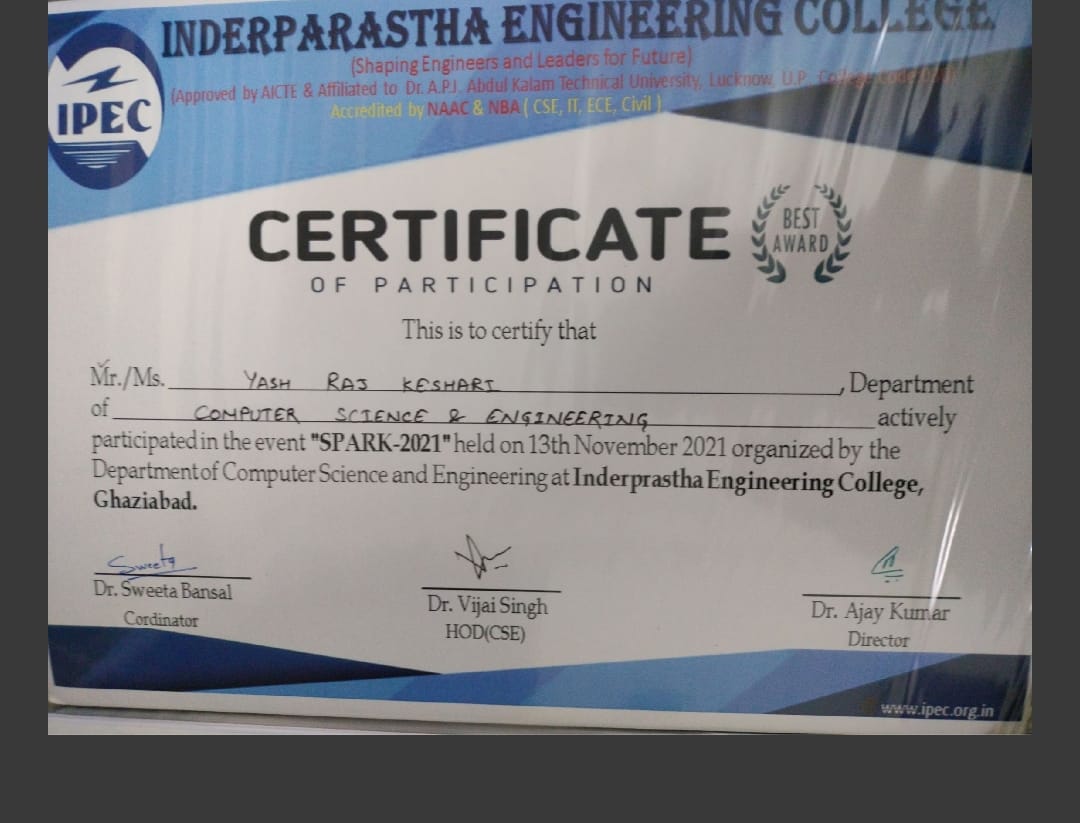 INDERPARASTHA ENGINEERING COLLEGE
(Shaping Engineers and Leaders for Future)
(Approved by AICTE & Affiliated to Dr. A.P.J. Abdul Kalam Technical University, Lucknow, U.P. College Code
Accredited by NAAC & NBA ( CSE, IT, ECE, Civil )
IPEC
CERTIFICATE
BEST
AWARD
OF PARTICIPATION
This is to certify that
Mr./Ms. YASH RAJ KESHARI, Department
of COMPUTER SCIENCE & ENGINEERING actively
participated in the event "SPARK-2021" held on 13th November 2021 organized by the
Department of Computer Science and Engineering at Inderprastha Engineering College,
Ghaziabad.
Sweeta
Dr. Sweeta Bansal
Cordinator
Dr. Vijai Singh
HOD(CSE)
Dr. Ajay Kumar
Director
www.ipec.org.in